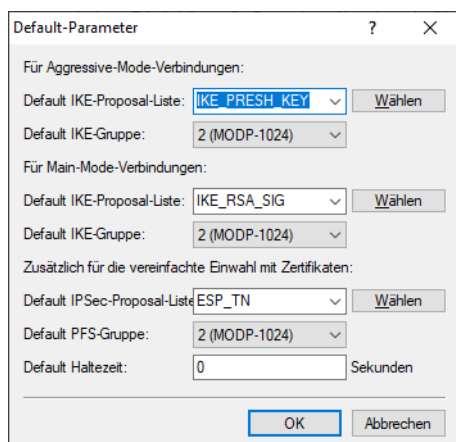 Default-Parameter ?
Für Aggressive-Mode-Verbindungen:
Default IKE-Proposal-Liste: IKE_PRESH_KEY Wählen
Default IKE-Gruppe: 2 (MODP-1024)
Für Main-Mode-Verbindungen:
Default IKE-Proposal-Liste: IKE_RSA_SIG Wählen
Default IKE-Gruppe: 2 (MODP-1024)
Zusätzlich für die vereinfachte Einwahl mit Zertifikaten:
Default IPSec-Proposal-Liste ESP_TN Wählen
Default PFS-Gruppe: 2 (MODP-1024)
Default Haltezeit: 0 Sekunden
OK Abbrechen